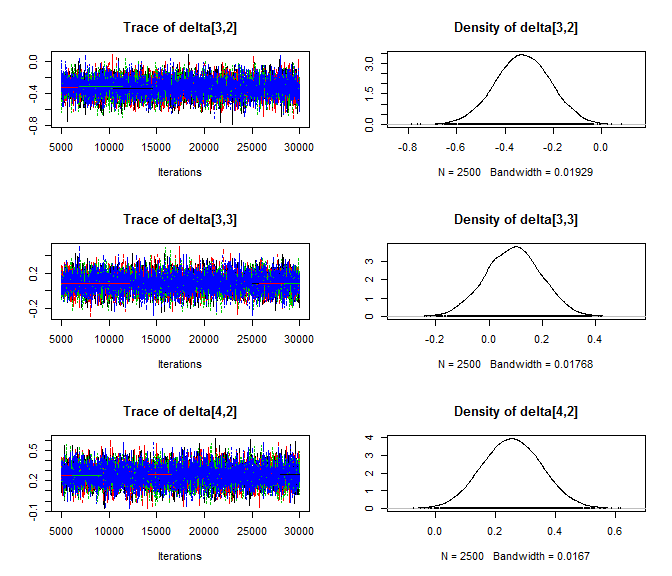 Trace of delta[3,2]
Density of delta[3,2]
-0.8 -0.4 0.0
5000 10000 15000 20000 25000 30000
Iterations
0.0 1.5 3.0
-0.8 -0.6 -0.4 -0.2 0.0
N = 2500 Bandwidth = 0.01929
Trace of delta[3,3]
Density of delta[3,3]
-0.2 0.2
5000 10000 15000 20000 25000 30000
Iterations
0 1 2 3
-0.2 0.0 0.2 0.4
N = 2500 Bandwidth = 0.01768
Trace of delta[4,2]
Density of delta[4,2]
-0.1 0.2 0.5
5000 10000 15000 20000 25000 30000
Iterations
0 1 2 3 4
0.0 0.2 0.4 0.6
N = 2500 Bandwidth = 0.0167